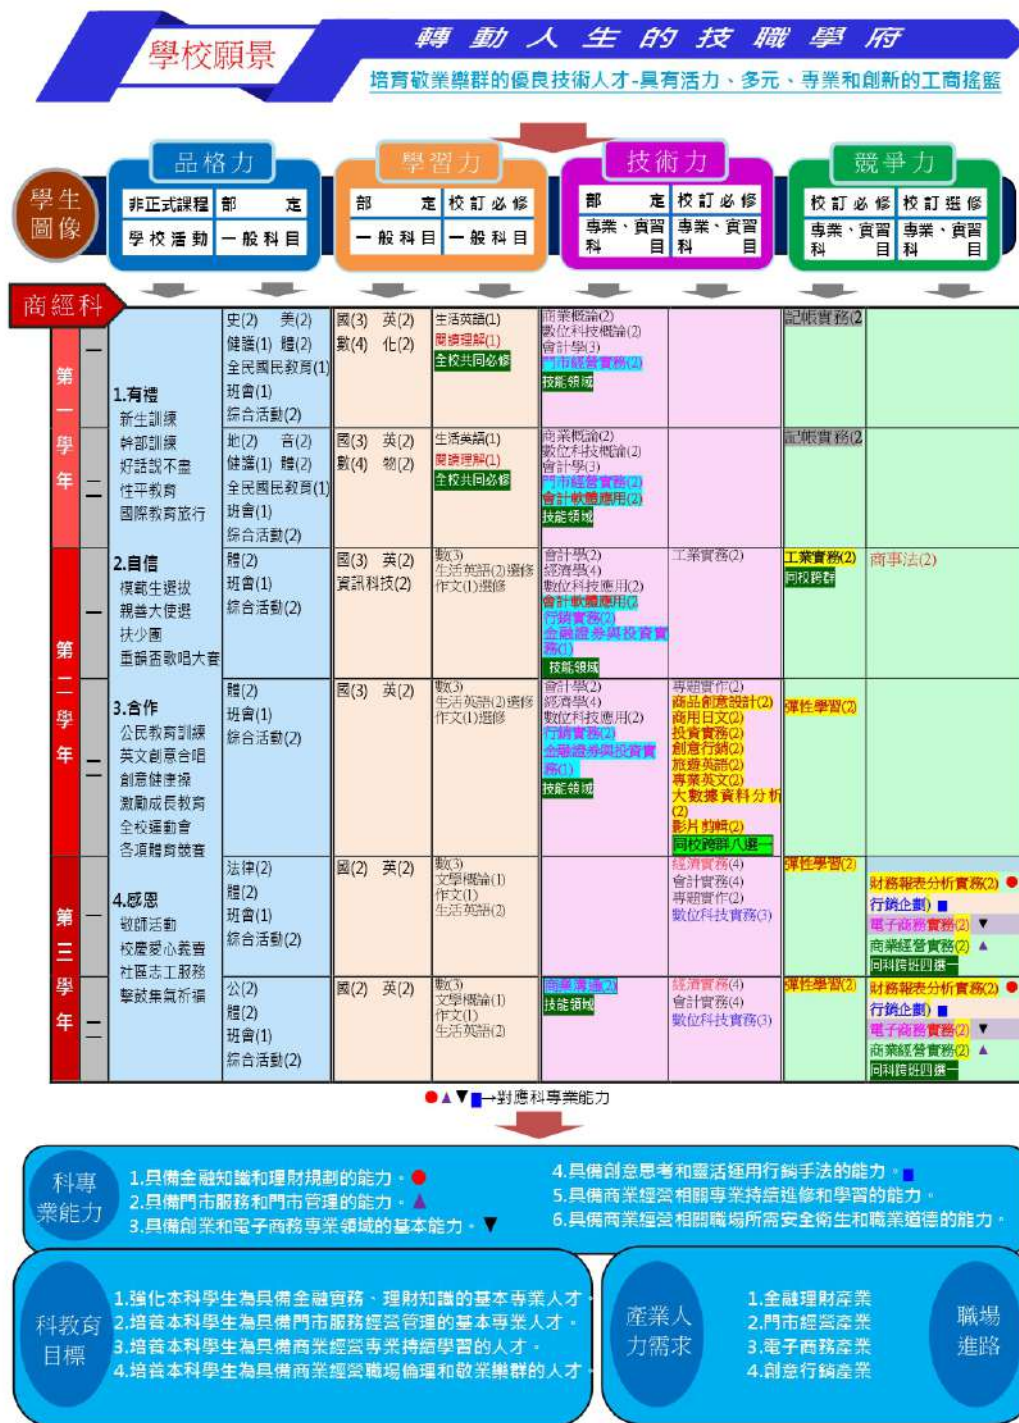 學校願景
轉動人生的技職學府
培育敬業樂群的優良技術人才-具有活力、多元、專業和創新的工商搖籃
學生圖像
品格力
非正式課程 部定
學校活動 一般科目
學習力
部定 校訂必修
一般科目 一般科目
技術力
部定 校訂必修
專業、實習科目 專業、實習科目
競爭力
校訂必修 校訂選修
專業、實習科目 專業、實習科目
商經科
第一學年
一
二
第二學年
一
二
第三學年
一
二
1.有禮
新生訓練
幹部訓練
好話說不盡
性平教育
國際教育旅行
2.自信
模範生選拔
親善大使選
扶少團
重韻盃歌唱大賽
3.合作
公民教育訓練
英文創意合唱
創意健康操
激勵成長教育
全校運動會
各項體育競賽
4.感恩
敬師活動
校慶愛心義賣
社區志工服務
擊鼓集氣祈福
史(2) 美(2)
健護(1) 體(2)
全民國民教育(1)
班會(1)
綜合活動(2)
國(3) 英(2)
數(4) 化(2)
生活英語(1)
閱讀理解(1)
全校共同必修
商業概論(2)
數位科技概論(2)
會計學(3)
門市經營實務(2)
技能領域
記帳實務(2
地(2) 音(2)
健護(1) 體(2)
全民國民教育(1)
班會(1)
綜合活動(2)
國(3) 英(2)
數(4) 物(2)
生活英語(1)
閱讀理解(1)
全校共同必修
商業概論(2)
數位科技概論(2)
會計學(3)
門市經營實務(2)
會計軟體應用(2)
技能領域
記帳實務(2
體(2)
班會(1)
綜合活動(2)
國(3) 英(2)
資訊科技(2)
數(3)
生活英語(2)選修
作文(1)選修
會計學(2)
經濟學(4)
數位科技應用(2)
會計軟體應用(2
行銷實務(2)
金融證券與投資實務(1)
技能領域
工業實務(2)
工業實務(2)
同校跨群
商事法(2)
體(2)
班會(1)
綜合活動(2)
國(3) 英(2)
數(3)
生活英語(2)選修
作文(1)選修
會計學(2)
經濟學(4)
數位科技應用(2)
行銷實務(2)
金融證券與投資實務(1)
技能領域
專題實作(2)
商品創意設計(2)
商用日文(2)
投資實務(2)
創意行銷(2)
旅遊英語(2)
專業英文(2)
大數據資料分析(2)
影片剪輯(2)
同校跨群八選一
彈性學習(2)
法律(2)
體(2)
班會(1)
綜合活動(2)
國(2) 英(2)
數(3)
文學概論(1)
作文(1)
生活英語(2)
經濟實務(4)
會計實務(4)
專題實作(2)
數位科技實務(3)
彈性學習(2)
財務報表分析實務(2) ●
行銷企劃) ■
電子商務實務(2) ▼
商業經營實務(2) ▲
同科跨班四選一
公(2)
體(2)
班會(1)
綜合活動(2)
國(2) 英(2)
數(3)
文學概論(1)
作文(1)
生活英語(2)
商業溝通(2)
技能領域
經濟實務(4)
會計實務(4)
數位科技實務(3)
彈性學習(2)
財務報表分析實務(2) ●
行銷企劃) ■
電子商務實務(2) ▼
商業經營實務(2) ▲
同科跨班四選一
●▲▼■→對應科專業能力
科專業能力
1.具備金融知識和理財規劃的能力。●
2.具備門市服務和門市管理的能力。▲
3.具備創業和電子商務專業領域的基本能力。▼
4.具備創意思考和靈活運用行銷手法的能力。■
5.具備商業經營相關專業持續進修和學習的能力。
6.具備商業經營相關職場所需安全衛生和職業道德的能力。
科教育目標
1.強化本科學生為具備金融實務、理財知識的基本專業人才。
2.培養本科學生為具備門市服務經營管理的基本專業人才。
3.培養本科學生為具備商業經營專業持續學習的人才。
4.培養本科學生為具備商業經營職場倫理和敬業樂群的人才。
產業人力需求
1.金融理財產業
2.門市經營產業
3.電子商務產業
4.創意行銷產業
職場進路